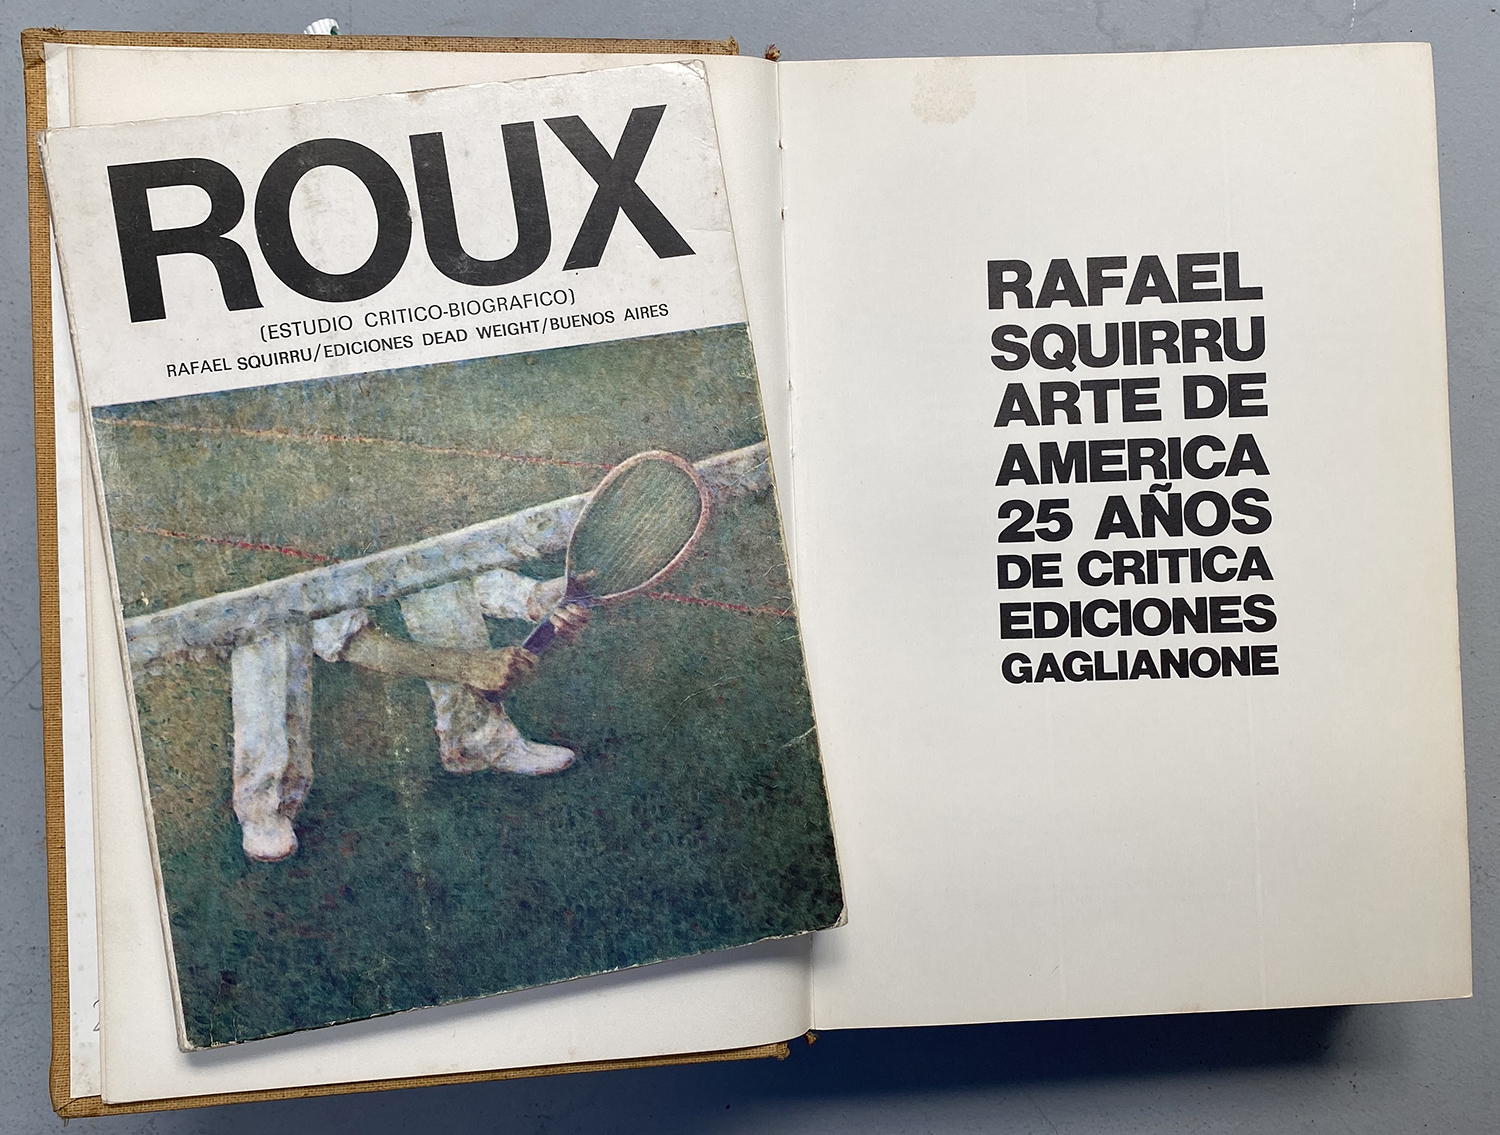 ROUX
(ESTUDIO CRITICO-BIOGRAFICO)
RAFAEL SQUIRRU/EDICIONES DEAD WEIGHT/BUENOS AIRES
RAFAEL
SQUIRRU
ARTE DE
AMERICA
25 AÑOS
DE CRITICA
EDICIONES
GAGLIANONE